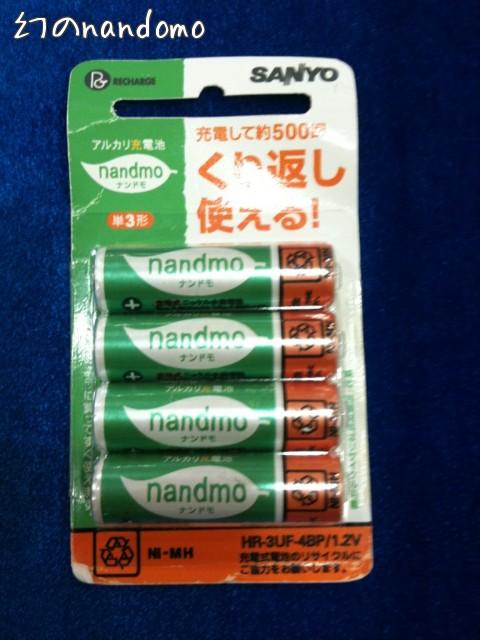 幻のnandomo
RECHARGE
SANYO
充電して約500回
アルカリ充電池
nandmo
ナンドモ
くり返し
使える!
単3形
nandmo
ナンドモ
nandmo
ナンドモ
アルカリ充電池
nandmo
ナンドモ
アルカリ充電池
nandmo
ナンドモ
Ni-MH
HR-3UF-4BP/1.2V
充電式電池のリサイクルに
ご協力をお願いします。